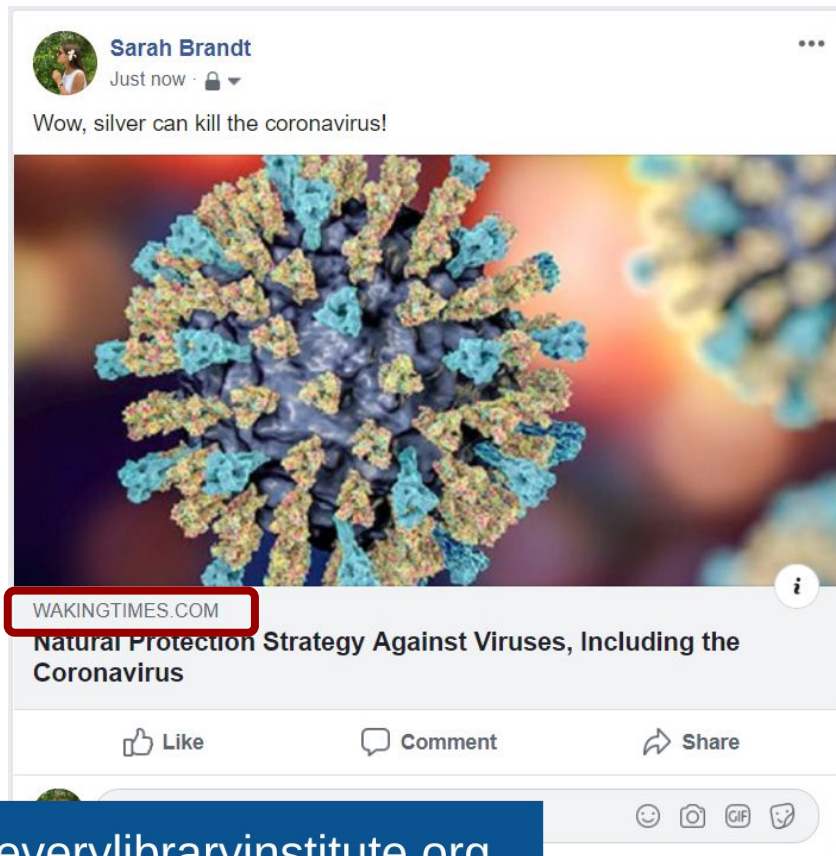 Sarah Brandt
Just now ·
Wow, silver can kill the coronavirus!
i
WAKINGTIMES.COM
Natural Protection Strategy Against Viruses, Including the
Coronavirus
Like Comment Share
GIF
everylibraryinstitute.org